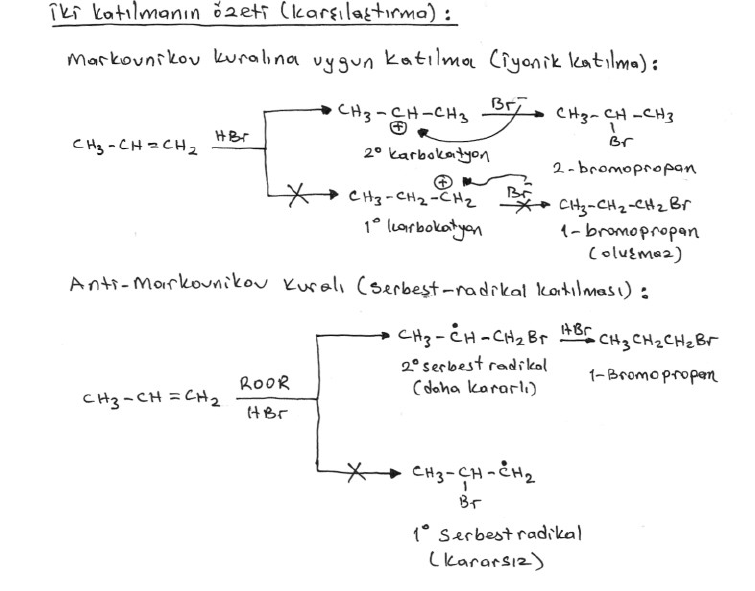 İki katılmanın özeti (karşılaştırma) :
Markovnikov kuralına uygun katılma (İyonik katılma) :
CH3-CH=CH2 HBr
CH3-CH-CH3 Br⁻ CH3-CH-CH3
⊕ Br
2° karbokatyon
2-bromopropan
⊕
CH3-CH2-CH2 Br⁻ CH3-CH2-CH2Br
1° karbokatyon 1-bromopropan
(oluşmaz)
Anti-Markovnikov kuralı (serbest-radikal katılması) :
CH3-ĊH-CH2Br HBr CH3CH2CH2Br
2° serbest radikal 1-Bromopropan
(daha kararlı)
CH3-CH=CH2 ROOR
HBr
CH3-CH-ĊH2
Br
1° serbest radikal
(kararsız)